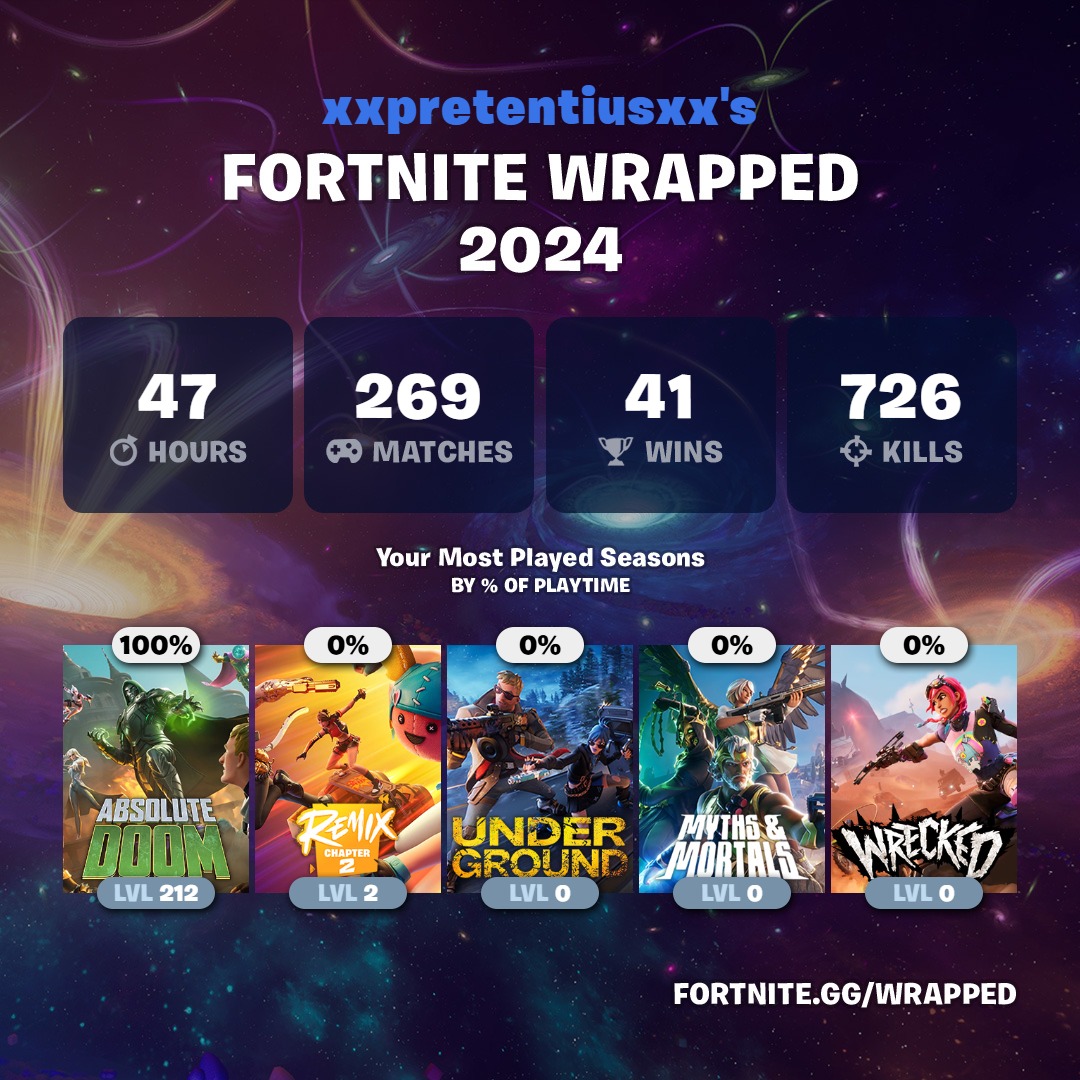 xxpretentiusxx's
FORTNITE WRAPPED
2024
47
HOURS
269
MATCHES
41
WINS
726
KILLS
Your Most Played Seasons
BY % OF PLAYTIME
100%
ABSOLUTE
DOOM
LVL 212
0%
REMIX
CHAPTER
2
LVL 2
0%
UNDER
GROUND
LVL 0
0%
MYTHS &
MORTALS
LVL 0
0%
WRECKED
LVL 0
FORTNITE.GG/WRAPPED